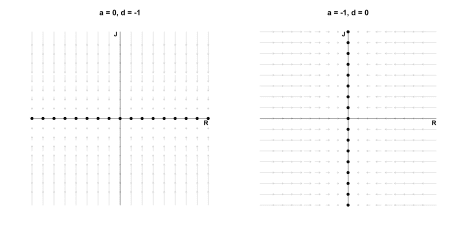 a = 0, d = -1
a = -1, d = 0
J
J
R
R